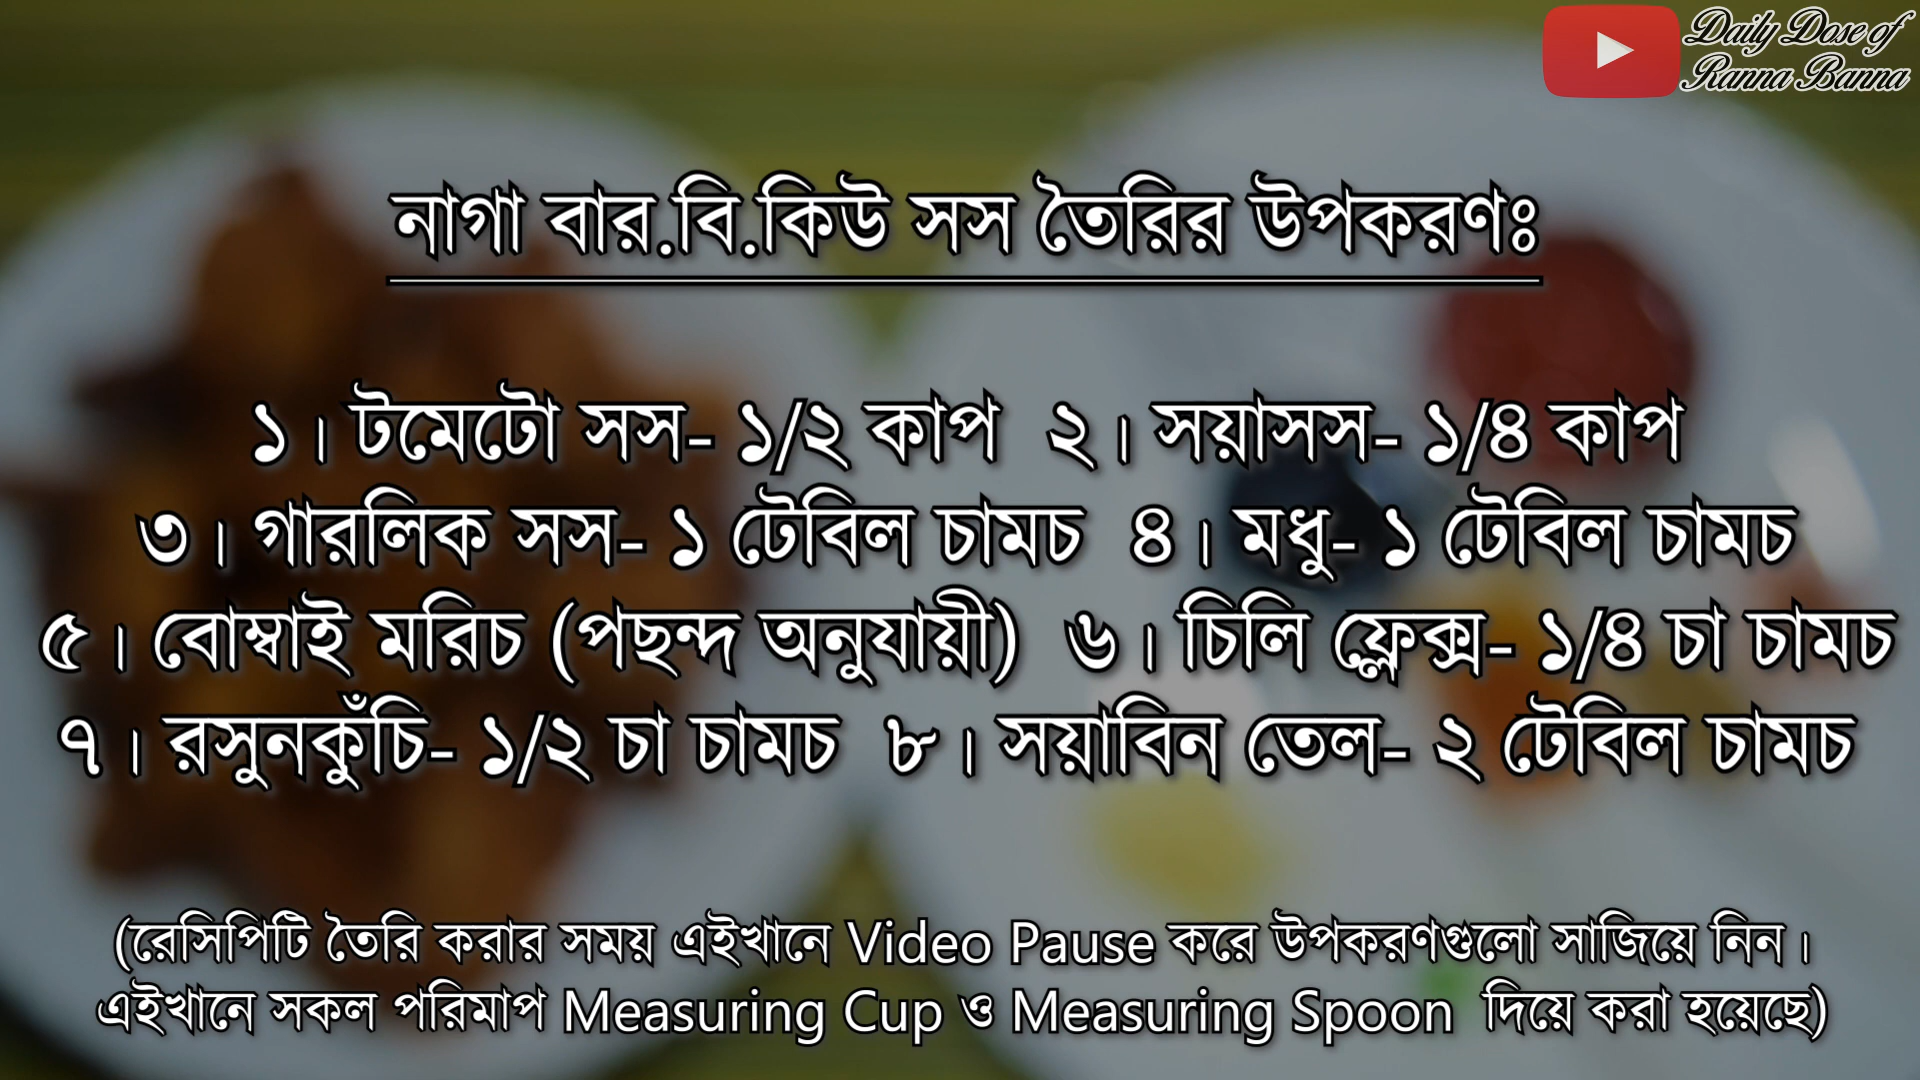 Daily Dose of
Ranna Banna
নাগা বার.বি.কিউ সস তৈরির উপকরণঃ
১। টমেটো সস- ১/২ কাপ  ২। সয়াসস- ১/৪ কাপ
৩। গারলিক সস- ১ টেবিল চামচ  ৪। মধু- ১ টেবিল চামচ
৫। বোম্বাই মরিচ (পছন্দ অনুযায়ী)  ৬। চিলি ফ্লেক্স- ১/৪ চা চামচ
৭। রসুনকুঁচি- ১/২ চা চামচ  ৮। সয়াবিন তেল- ২ টেবিল চামচ
(রেসিপিটি তৈরি করার সময় এইখানে Video Pause করে উপকরণগুলো সাজিয়ে নিন।
এইখানে সকল পরিমাপ Measuring Cup ও Measuring Spoon  দিয়ে করা হয়েছে)